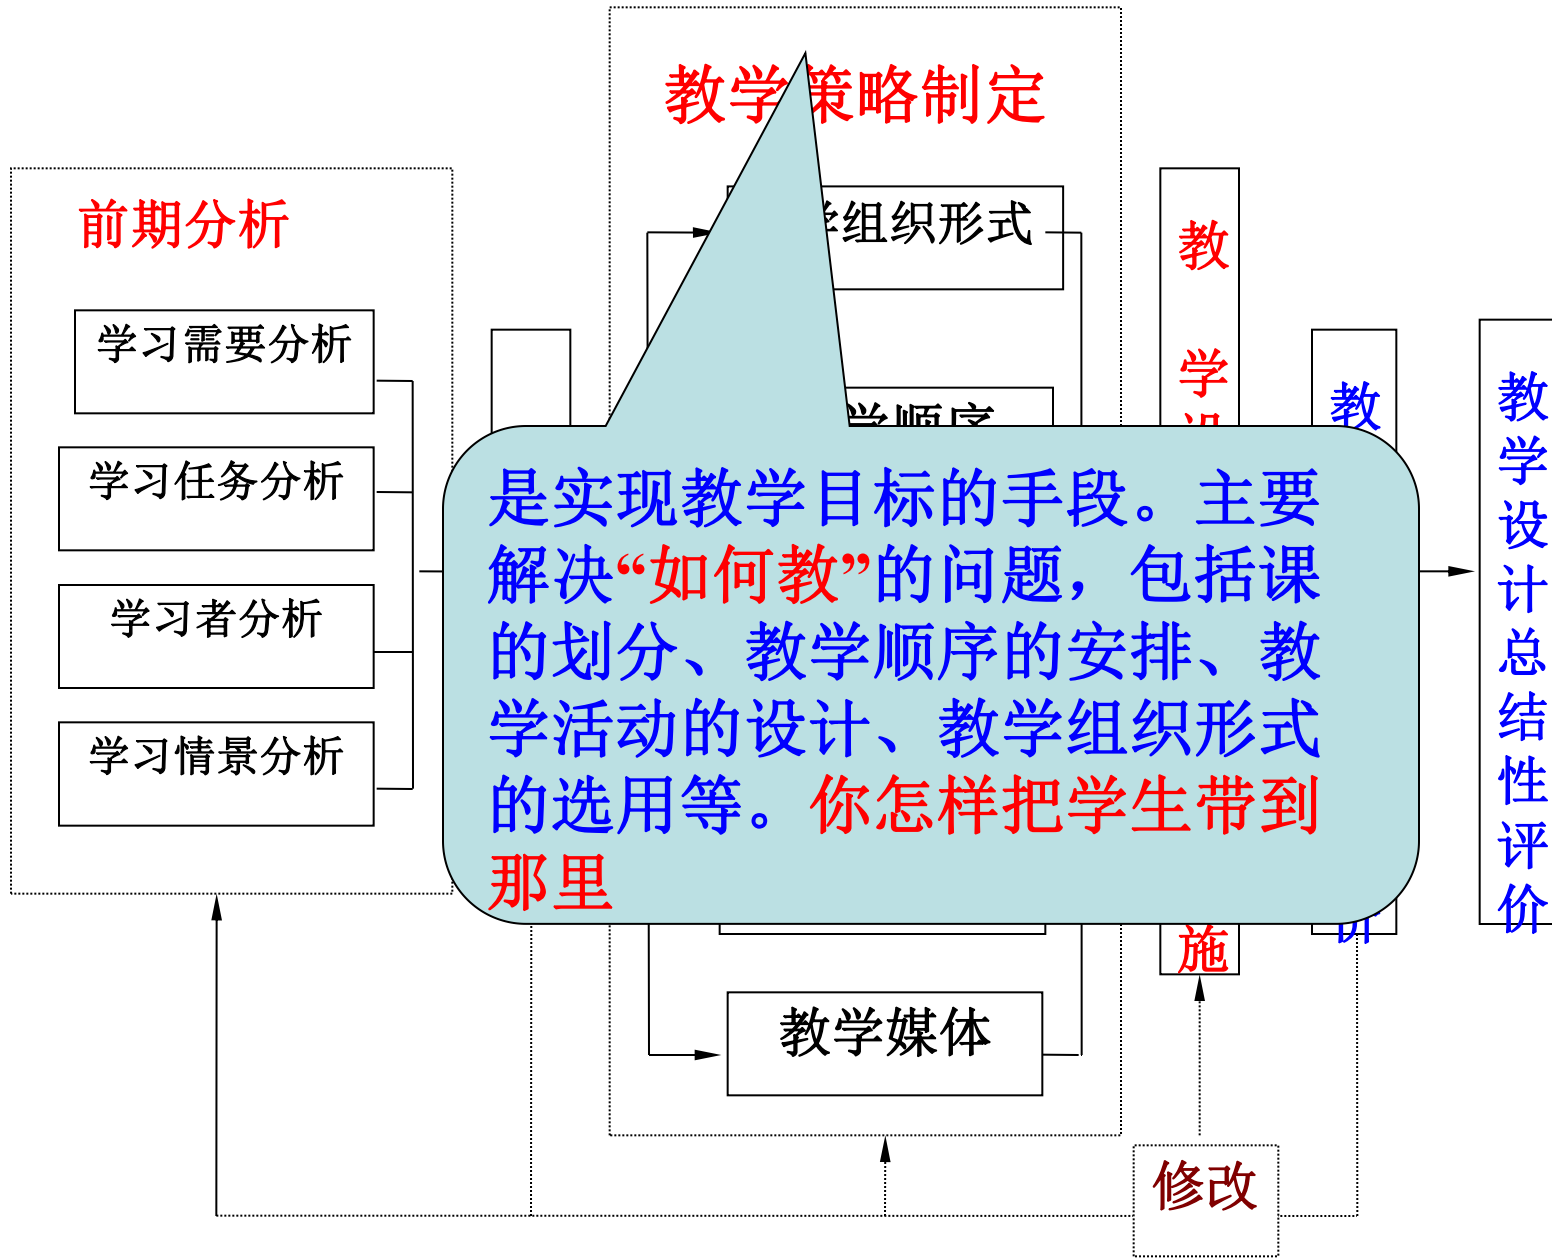 教学策略制定
前期分析
学习需要分析
学习任务分析
学习者分析
学习情景分析
学组织形式
学顺序
是实现教学目标的手段。主要
解决“如何教”的问题，包括课
的划分、教学顺序的安排、教
学活动的设计、教学组织形式
的选用等。你怎样把学生带到
那里
教学媒体
教
学
施
教
教
学
设
计
总
结
性
评
价
修改